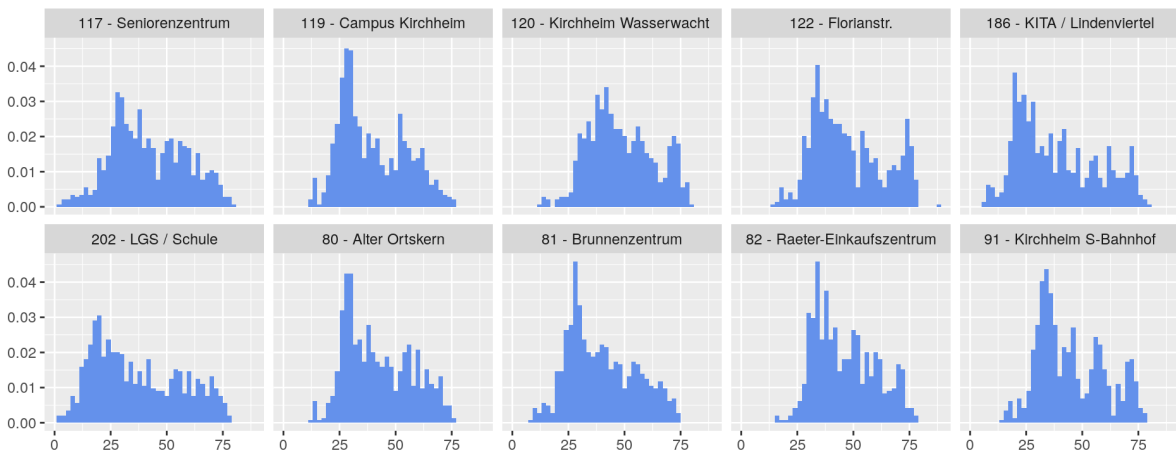 117 - Seniorenzentrum
119 - Campus Kirchheim
120 - Kirchheim Wasserwacht
122 - Florianstr.
186 - KITA / Lindenviertel
0.04
0.03
0.02
0.01
0.00
202 - LGS / Schule
80 - Alter Ortskern
81 - Brunnenzentrum
82 - Raeter-Einkaufszentrum
91 - Kirchheim S-Bahnhof
0.04
0.03
0.02
0.01
0.00
0 25 50 75 0 25 50 75 0 25 50 75 0 25 50 75 0 25 50 75